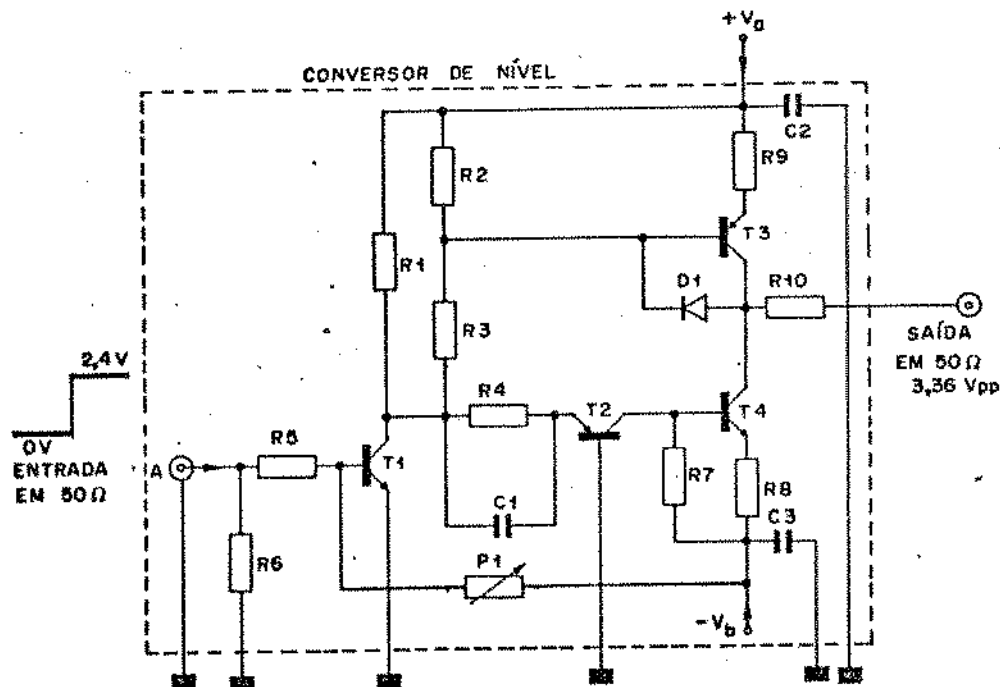 +Va
CONVERSOR DE NÍVEL
C2
R9
R2
T3
R1
D1
R10
R3
SAÍDA
EM 50Ω
3,36 Vpp
2,4V
R4
T2
T4
0V
ENTRADA
EM 50Ω
A
R5
T1
R7
R8
C1
C3
R6
P1
-Vb